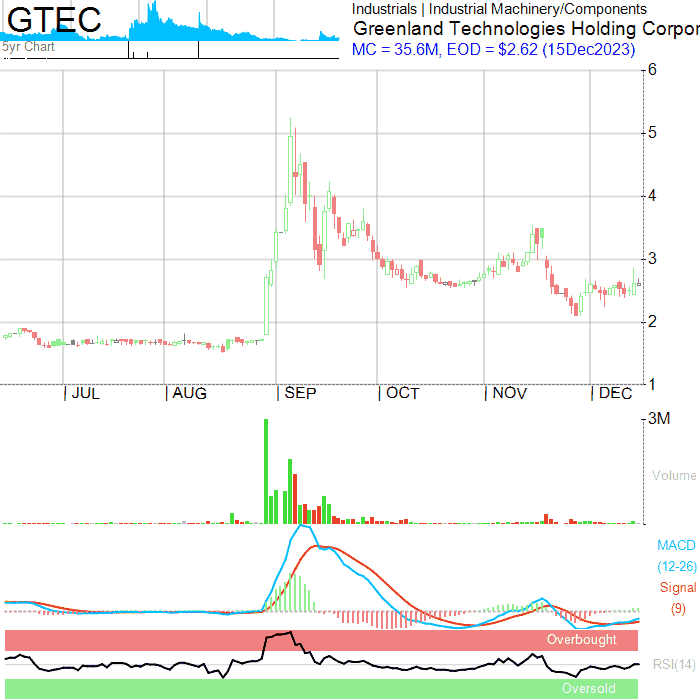 GTEC
Industrials | Industrial Machinery/Components
Greenland Technologies Holding Corpor
MC = 35.6M, EOD = $2.62 (15Dec2023)
5yr Chart
6
5
4
3
2
1
JUL AUG SEP OCT NOV DEC
3M
Volume
MACD
(12-26)
Signal
(9)
Overbought
RSI(14)
Oversold